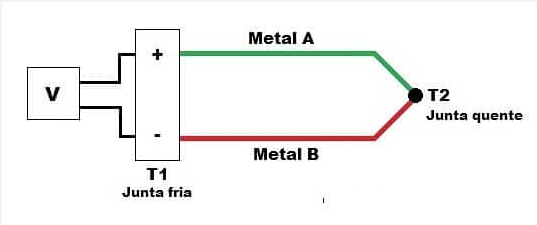 Metal A
+
V
T2
Junta quente
-
Metal B
T1
Junta fria